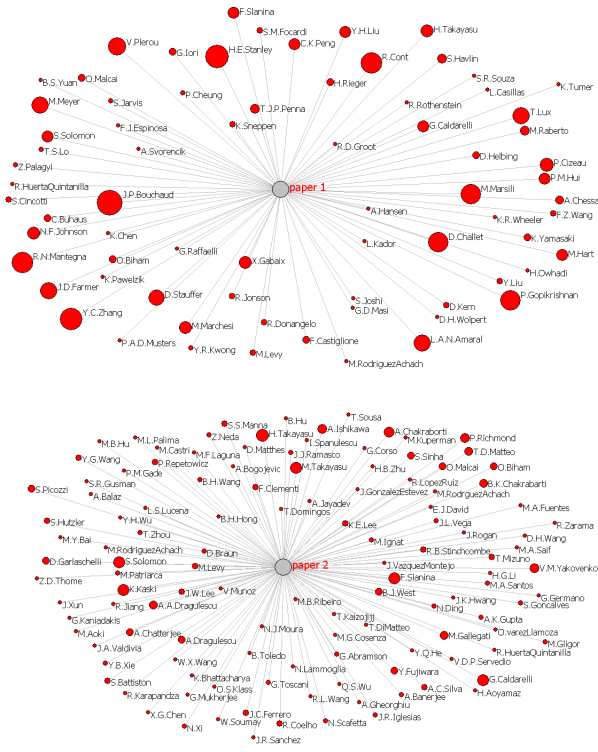 F.Slanina
S.M.Focardi
Y.H.Liu
H.Takayasu
V.Plerou
G.Iori
H.E.Stanley
C.K.Peng
R.Cont
S.Havlin
B.S.Yuan
O.Malcai
P.Cheung
H.Rieger
S.R.Souza
L.Casillas
K.Tumer
M.Meyer
S.Jarvis
T.J.P.Penna
R.Rothenstein
T.Lux
F.J.Espinosa
K.Sneppen
G.Caldarelli
M.Raberto
S.Solomon
T.S.Lo
A.Svorencik
R.D.Groot
D.Helbing
P.Cizeau
Z.Palagyi
P.M.Hui
R.HuertaQuintanilla
paper 1
M.Marsili
S.Cincotti
J.P.Bouchaud
A.Chessa
C.Buhaus
A.Hansen
K.R.Wheeler
F.Z.Wang
N.F.Johnson
K.Chen
L.Kador
D.Challet
K.Yamasaki
R.N.Mantegna
O.Biham
G.Raffaelli
X.Gabaix
M.Hart
K.Pawelzik
H.Owhadi
J.D.Farmer
D.Stauffer
R.Jonson
S.Joshi
Y.Liu
P.Gopikrishnan
G.D.Masi
D.Kern
Y.C.Zhang
M.Marchesi
R.Donangelo
D.H.Wolpert
P.A.D.Musters
Y.R.Kwong
M.Levy
F.Castiglione
L.A.N.Amaral
M.RodriguezAchach
T.Sousa
B.Hu
S.S.Manna
H.Takayasu
A.Ishikawa
A.Chakraborti
M.B.Hu
M.L.Palima
Z.Neda
I.Spanulescu
M.Kuperman
P.Richmond
M.Castri
M.F.Laguna
D.Matthes
J.J.Ramasco
G.Corso
S.Sinha
T.D.Matteo
Y.G.Wang
P.Repetowicz
A.Bogojevic
M.Takayasu
H.B.Zhu
O.Malcai
O.Biham
P.M.Gade
S.R.Gusman
B.H.Wang
F.Clementi
J.GonzalezEstevez
R.LopezRuiz
B.K.Chakrabarti
S.Picozzi
A.Balaz
A.Jayadev
M.RodrguezAchach
L.S.Lucena
T.Domingos
E.J.David
M.A.Fuentes
S.Hutzler
Y.H.Wu
B.H.Hong
K.E.Lee
J.L.Vega
R.Zarama
T.Zhou
J.Rogan
D.H.Wang
M.Y.Bai
M.Ignat
M.A.Saif
M.RodriguezAchach
D.Braun
R.B.Stinchcombe
T.Mizuno
D.Garlaschelli
S.Solomon
M.Levy
paper 2
J.VazquezMontejo
V.M.Yakovenko
M.Patriarca
F.Slanina
H.G.Li
Z.D.Thome
M.A.Santos
K.Kaski
J.W.Lee
V.Munoz
B.J.West
G.Germano
J.Xun
R.Jiang
A.A.Dragulescu
M.B.Ribeiro
N.Ding
J.K.Hwang
S.Goncalves
G.Kaniadakis
T.Kaizojiji
A.K.Gupta
M.Aoki
A.Chatterjee
N.J.Moura
T.DiMatteo
O.varezLlamoza
J.A.Valdivia
A.Dragulescu
M.G.Cosenza
M.Gallegati
M.Gligor
B.Toledo
G.Abramson
Y.Q.He
R.HuertaQuintanilla
Y.B.Xie
W.X.Wang
V.D.P.Servedio
S.Battiston
K.Bhattacharya
N.Lammoglia
Y.Fujiwara
G.Caldarelli
R.Karapandza
O.S.Klass
G.Toscani
Q.S.Wu
A.C.Silva
H.Aoyamaz
G.Mukherjee
R.L.Wang
A.Banerjee
X.G.Chen
J.C.Ferrero
A.Gheorghiu
N.Xi
W.Soumay
R.Coelho
N.Scafetta
J.R.Iglesias
J.R.Sanchez